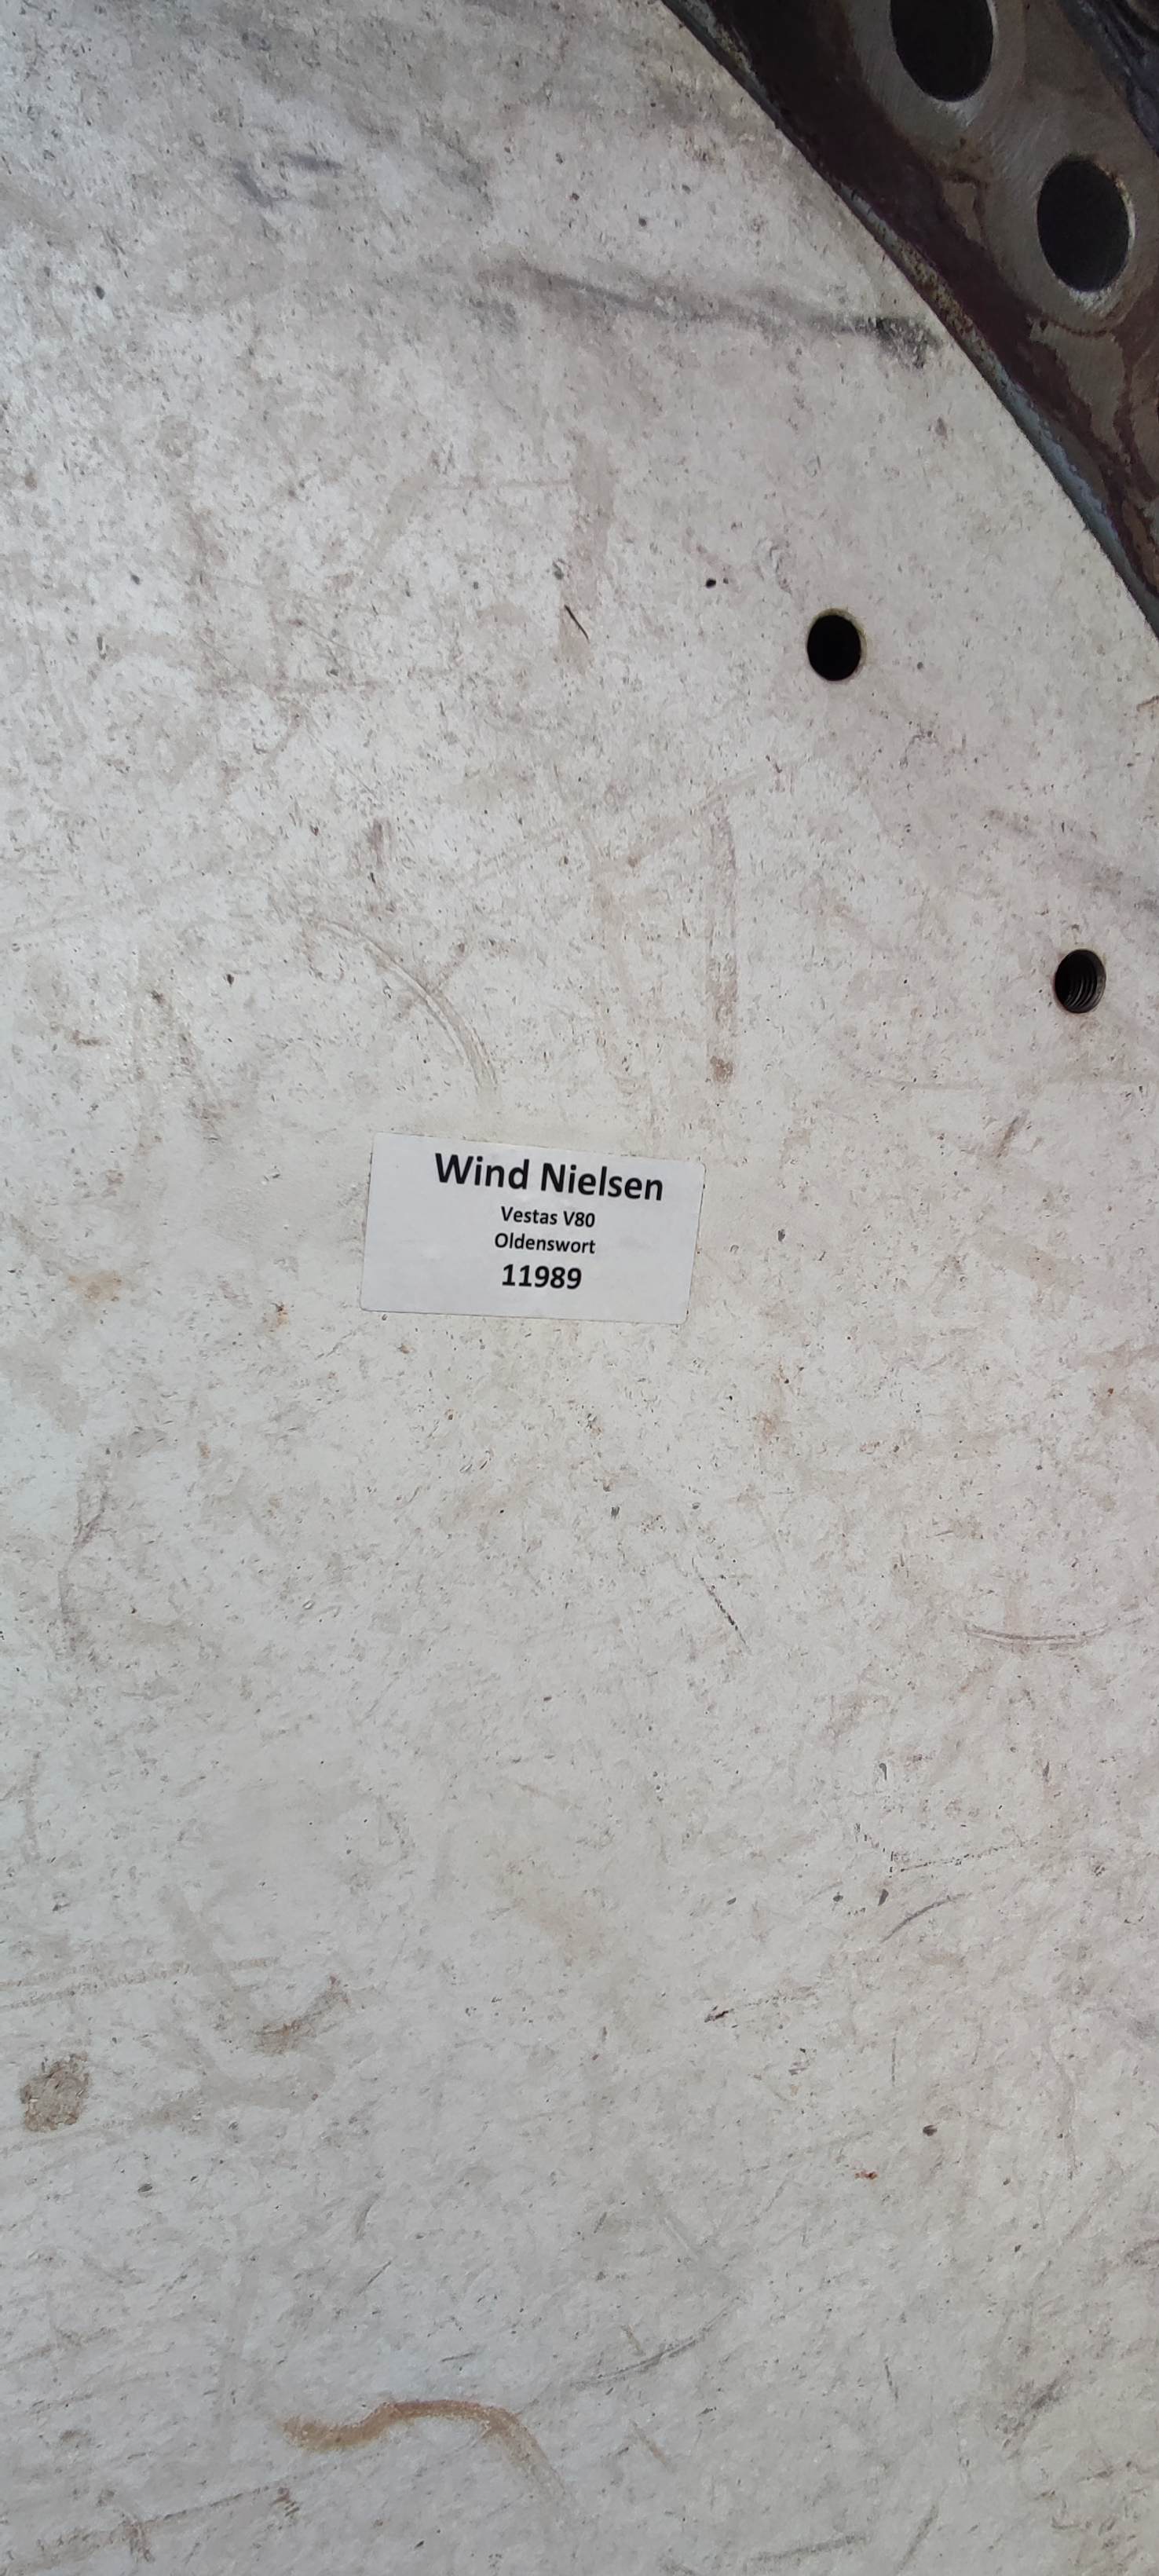 Wind Nielsen
Vestas V80
Oldenswort
11989